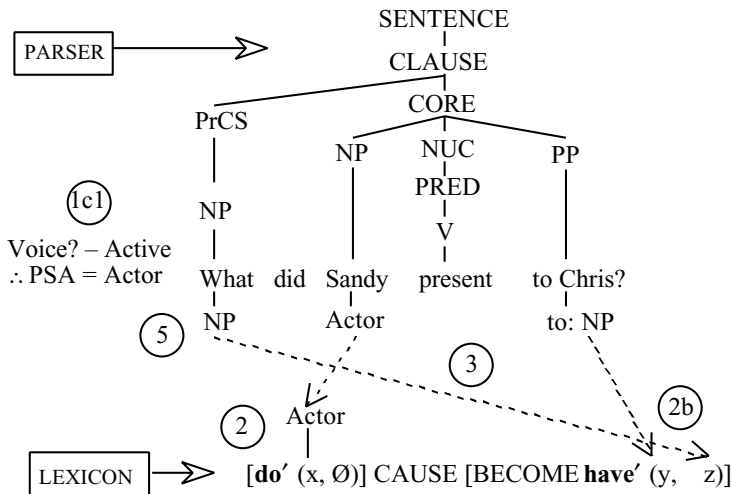 SENTENCE
PARSER
CLAUSE
CORE
PrCS
NP NUC PP
PRED
1c1
NP
V
Voice? – Active
∴ PSA = Actor
What did Sandy present to Chris?
NP Actor to: NP
5
3
2 Actor 2b
LEXICON [do′ (x, Ø)] CAUSE [BECOME have′ (y, z)]